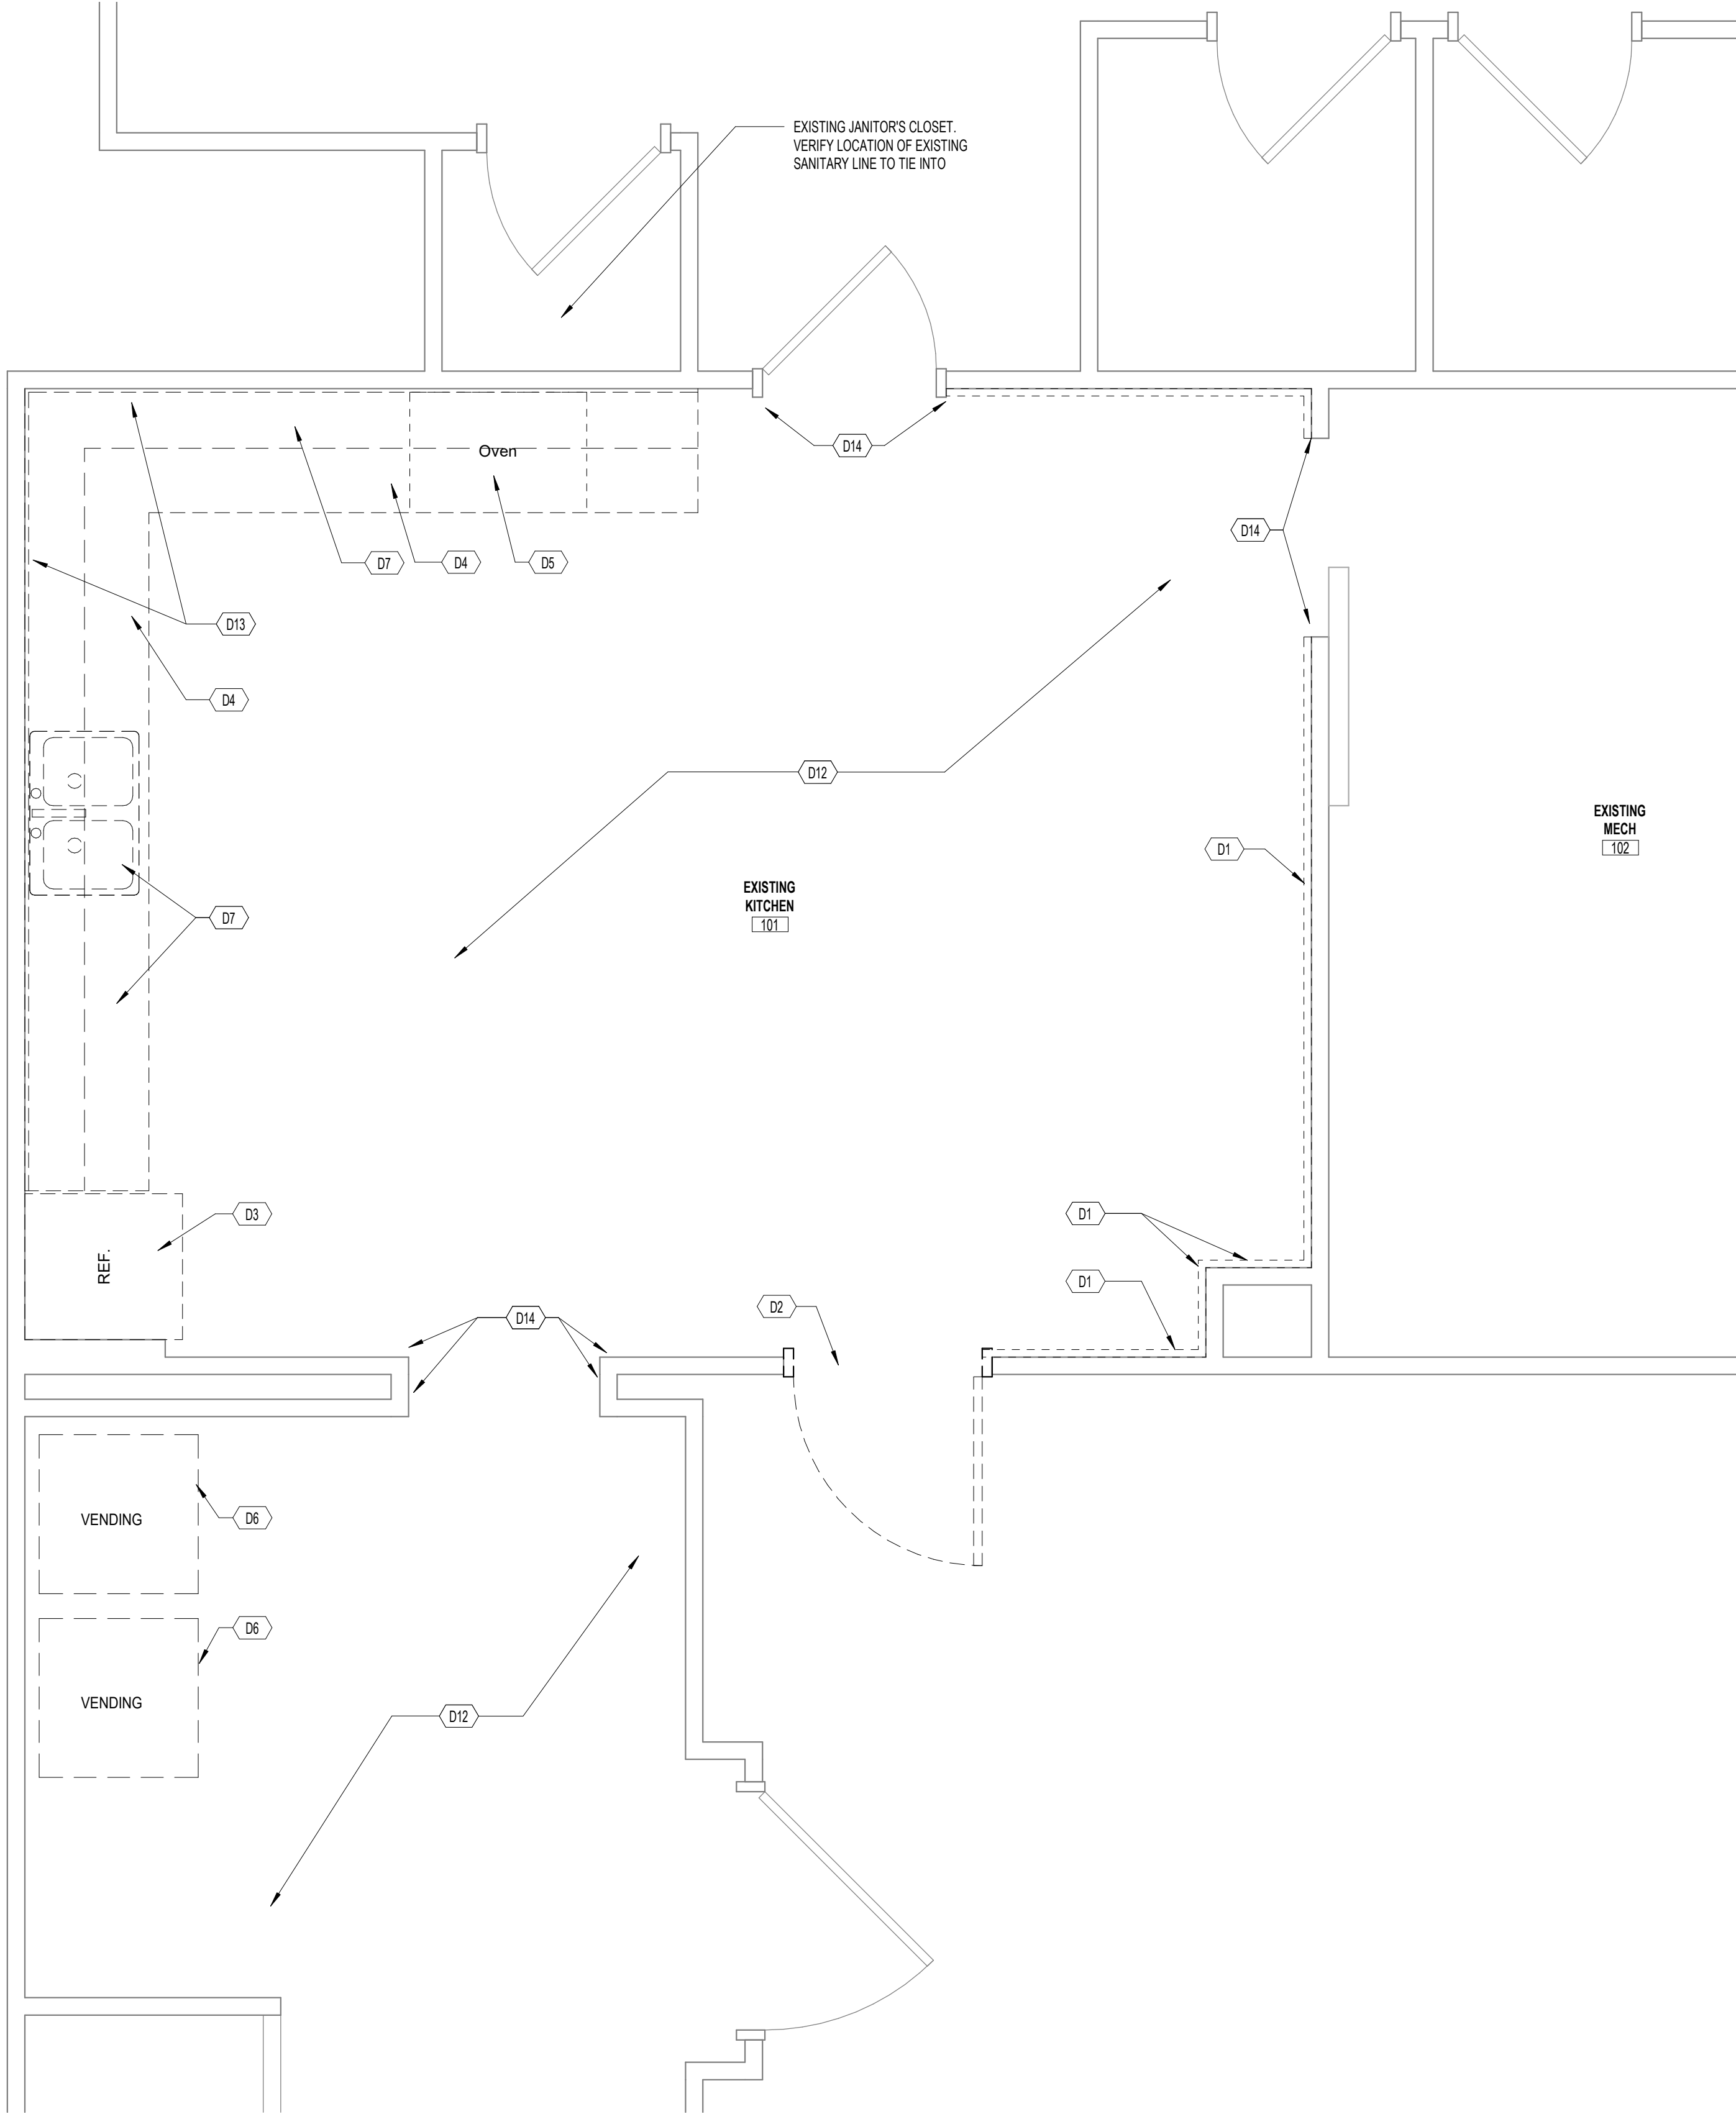 EXISTING JANITOR'S CLOSET.
VERIFY LOCATION OF EXISTING
SANITARY LINE TO TIE INTO
D14
Oven
D14
D7
D4
D5
D13
D4
D12
EXISTING
MECH
102
D1
EXISTING
KITCHEN
101
D7
D3
D1
REF.
D1
D2
D14
VENDING
D6
D6
VENDING
D12